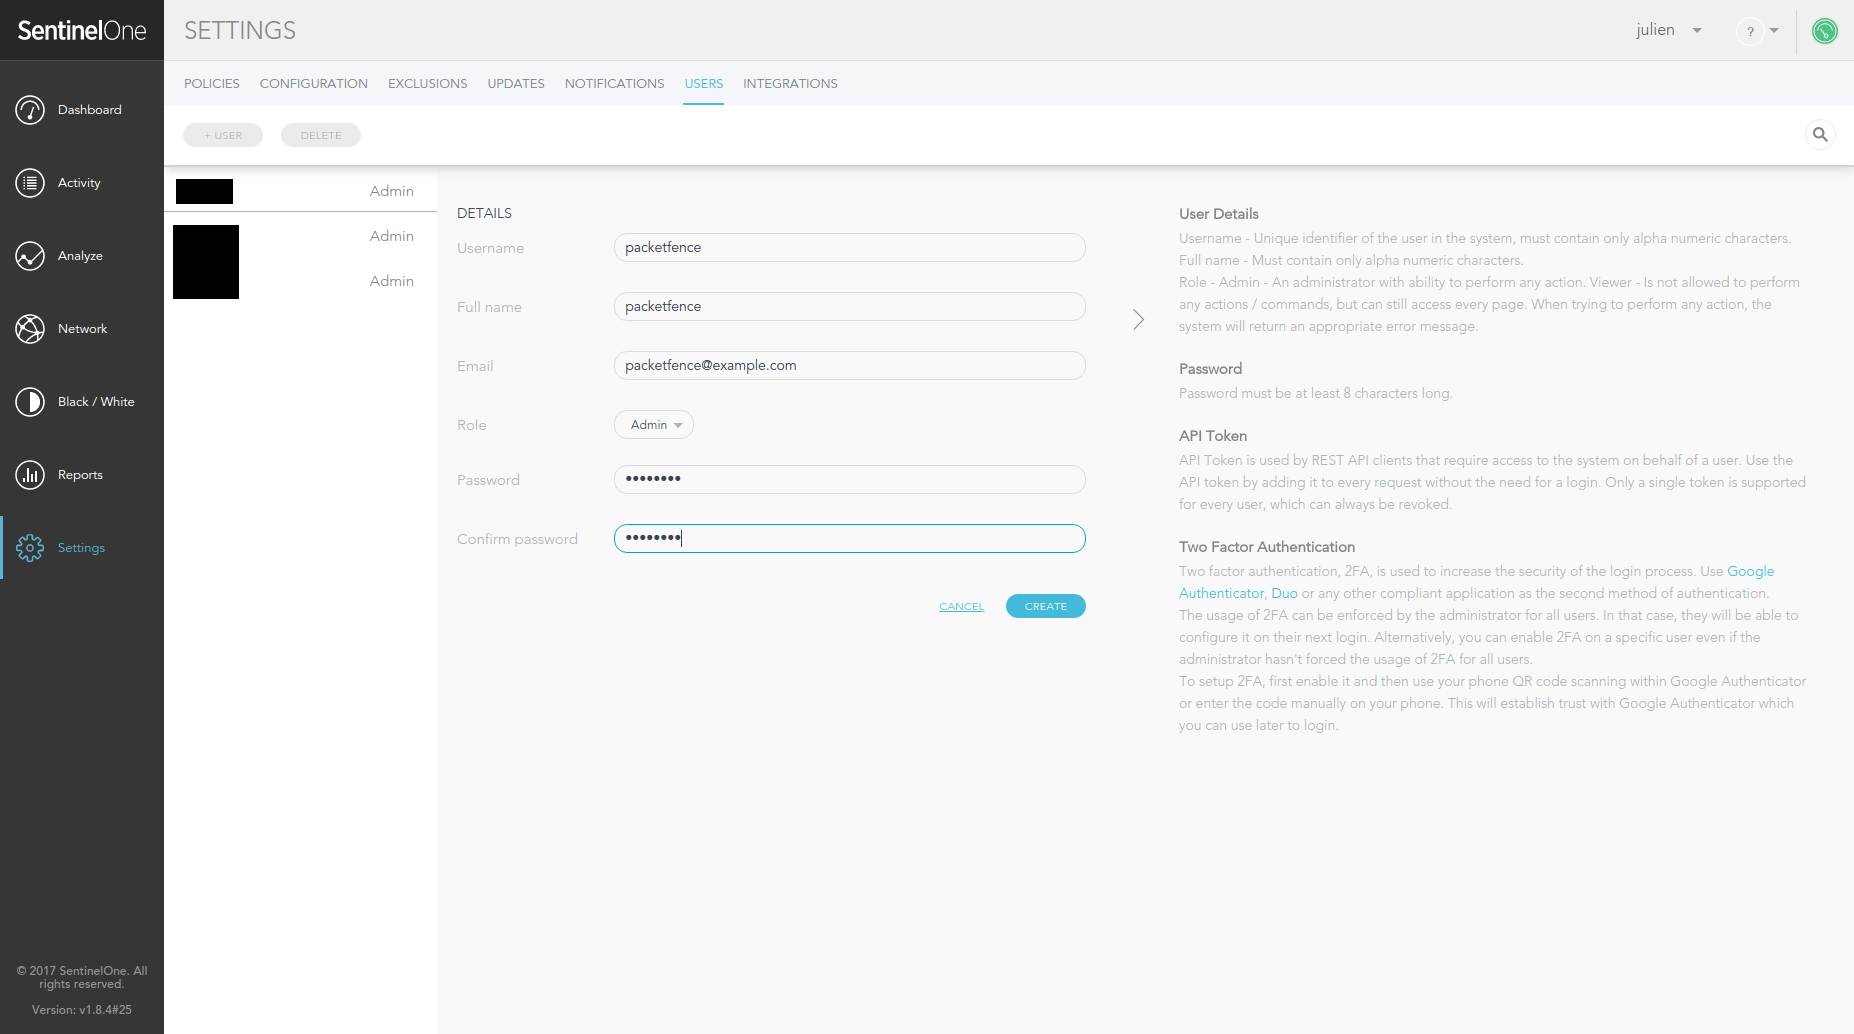 SentinelOne
SETTINGS
julien
?
POLICIES CONFIGURATION EXCLUSIONS UPDATES NOTIFICATIONS USERS INTEGRATIONS
+ USER DELETE
Dashboard
Activity
Analyze
Network
Black / White
Reports
Settings
© 2017 SentinelOne. All
rights reserved.
Version: v1.8.4#25
Admin
Admin
Admin
DETAILS
Username packetfence
Full name packetfence
Email packetfence@example.com
Role Admin
Password ••••••••
Confirm password ••••••••
CANCEL CREATE
User Details
Username - Unique identifier of the user in the system, must contain only alpha numeric characters.
Full name - Must contain only alpha numeric characters.
Role - Admin - An administrator with ability to perform any action. Viewer - Is not allowed to perform
any actions / commands, but can still access every page. When trying to perform any action, the
system will return an appropriate error message.
Password
Password must be at least 8 characters long.
API Token
API Token is used by REST API clients that require access to the system on behalf of a user. Use the
API token by adding it to every request without the need for a login. Only a single token is supported
for every user, which can always be revoked.
Two Factor Authentication
Two factor authentication, 2FA, is used to increase the security of the login process. Use Google
Authenticator, Duo or any other compliant application as the second method of authentication.
The usage of 2FA can be enforced by the administrator for all users. In that case, they will be able to
configure it on their next login. Alternatively, you can enable 2FA on a specific user even if the
administrator hasn't forced the usage of 2FA for all users.
To setup 2FA, first enable it and then use your phone QR code scanning within Google Authenticator
or enter the code manually on your phone. This will establish trust with Google Authenticator which
you can use later to login.